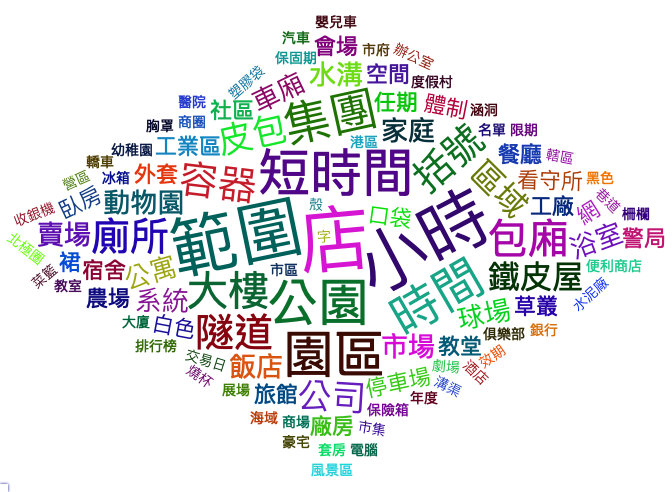 嬰兒車
汽車
會場
市府
辦公室
保固期
塑膠袋
水溝
空間
度假村
車廂
醫院
社區
集團
任期
體制
涵洞
胸罩
商圈
皮包
家庭
名單
限期
幼稚園
工業區
港區
括號
餐廳
轄區
轎車
短時間
營區
冰箱
外套
容器
區域
看守所
黑色
臥房
動物園
殼
口袋
工廠
網
巷道
柵欄
收銀機
賣場
廁所
範圍
店
字
小時
包廂
浴室
警局
北極圈
裙
宿舍
公寓
市區
鐵皮屋
便利商店
菜籃
教室
大樓
時間
農場
系統
公園
球場
草叢
水泥廠
大廈
白色
隧道
園區
市場
教堂
俱樂部
銀行
排行榜
交易日
飯店
劇場
效期
酒店
燒杯
停車場
溝渠
展場
旅館
公司
年度
保險箱
海域
商場
廠房
市集
豪宅
套房
電腦
風景區